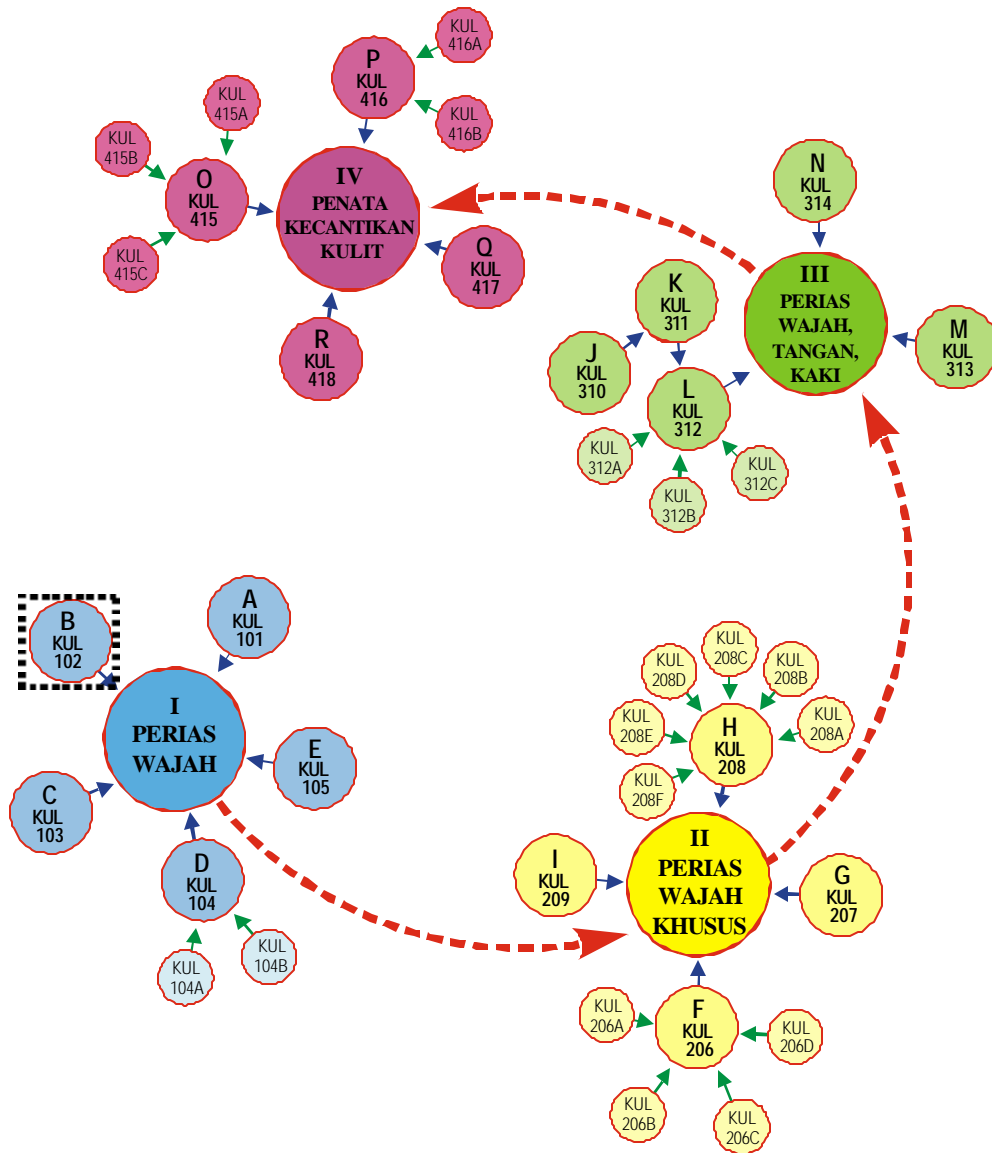 P
KUL
416
KUL
416A
KUL
416B
KUL
415A
KUL
415B
O
KUL
415
KUL
415C
IV
PENATA
KECANTIKAN
KULIT
Q
KUL
417
R
KUL
418
N
KUL
314
III
PERIAS
WAJAH,
TANGAN,
KAKI
M
KUL
313
K
KUL
311
J
KUL
310
L
KUL
312
KUL
312A
KUL
312B
KUL
312C
B
KUL
102
A
KUL
101
I
PERIAS
WAJAH
E
KUL
105
C
KUL
103
D
KUL
104
KUL
104A
KUL
104B
KUL
208C
KUL
208D
KUL
208B
KUL
208E
KUL
208A
H
KUL
208
KUL
208F
II
PERIAS
WAJAH
KHUSUS
I
KUL
209
G
KUL
207
F
KUL
206
KUL
206A
KUL
206D
KUL
206B
KUL
206C